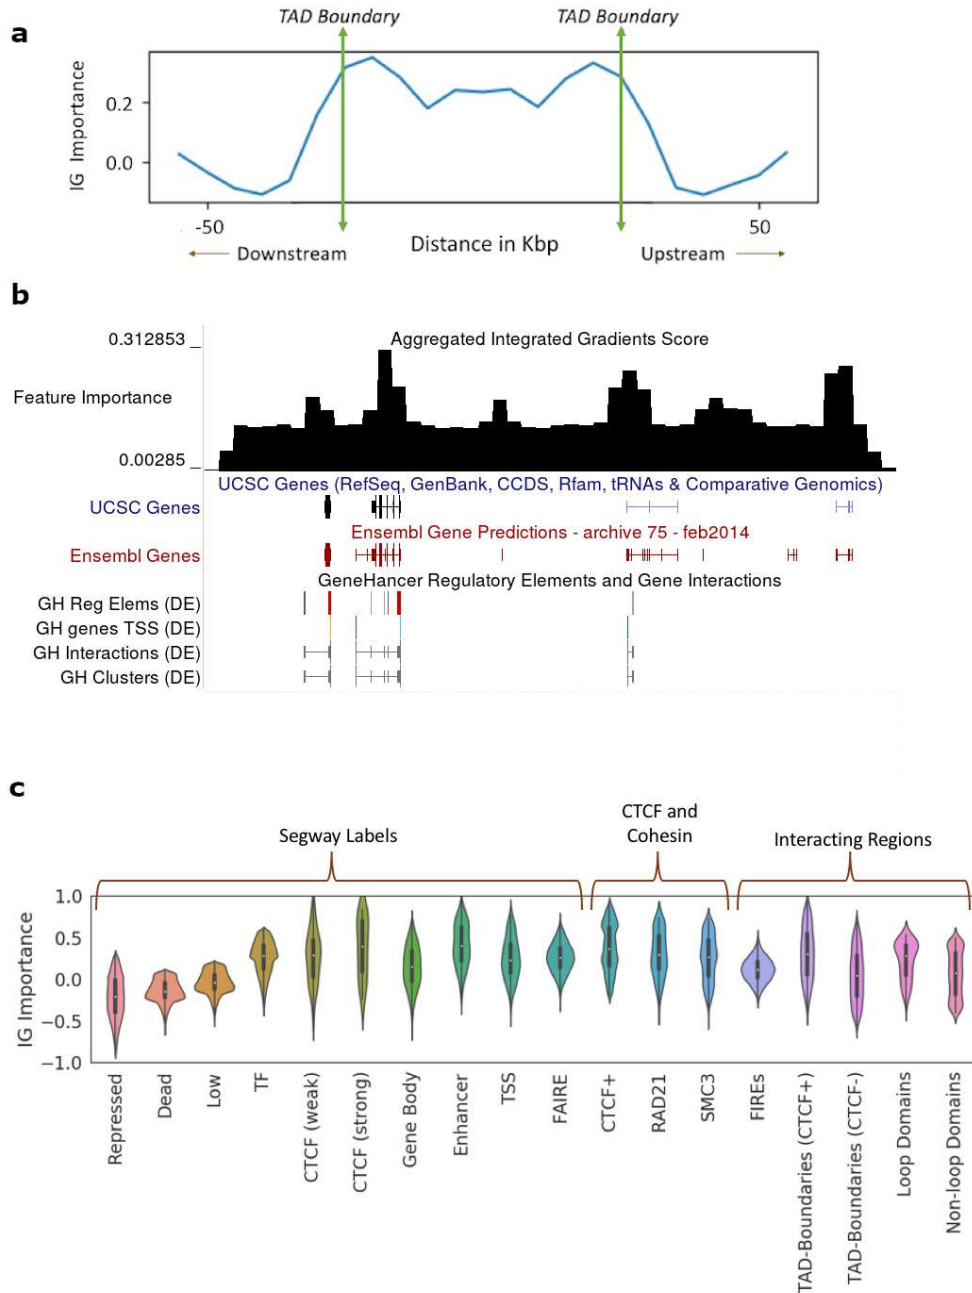 a
TAD Boundary TAD Boundary
IG Importance
0.2
0.0
-50 50
Distance in Kbp
Downstream Upstream
b
0.312853
Aggregated Integrated Gradients Score
Feature Importance
0.00285
UCSC Genes (RefSeq, GenBank, CCDS, Rfam, tRNAs & Comparative Genomics)
UCSC Genes
Ensembl Gene Predictions - archive 75 - feb2014
Ensembl Genes
GeneHancer Regulatory Elements and Gene Interactions
GH Reg Elems (DE)
GH genes TSS (DE)
GH Interactions (DE)
GH Clusters (DE)
c
Segway Labels
CTCF and
Cohesin
Interacting Regions
IG Importance
1.0
0.5
0.0
−0.5
−1.0
Repressed
Dead
Low
TF
CTCF (weak)
CTCF (strong)
Gene Body
Enhancer
TSS
FAIRE
CTCF+
RAD21
SMC3
FIREs
TAD-Boundaries (CTCF+)
TAD-Boundaries (CTCF-)
Loop Domains
Non-loop Domains